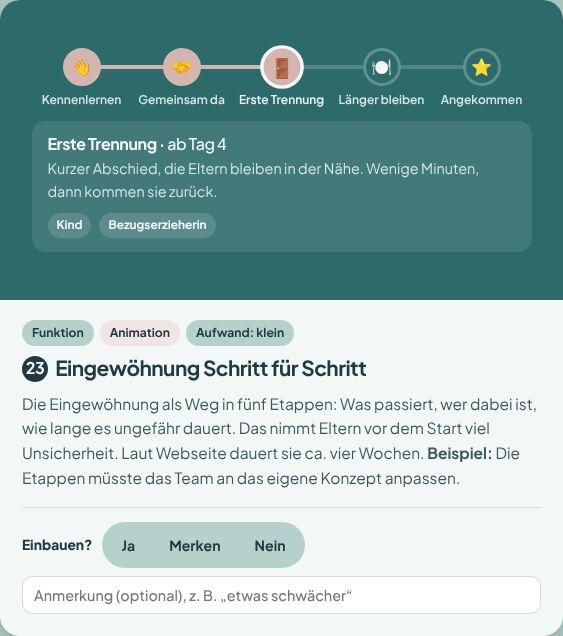 Kennenlernen Gemeinsam da Erste Trennung Länger bleiben Angekommen
Erste Trennung · ab Tag 4
Kurzer Abschied, die Eltern bleiben in der Nähe. Wenige Minuten,
dann kommen sie zurück.
Kind Bezugserzieherin
Funktion Animation Aufwand: klein
23 Eingewöhnung Schritt für Schritt
Die Eingewöhnung als Weg in fünf Etappen: Was passiert, wer dabei ist,
wie lange es ungefähr dauert. Das nimmt Eltern vor dem Start viel
Unsicherheit. Laut Webseite dauert sie ca. vier Wochen. Beispiel: Die
Etappen müsste das Team an das eigene Konzept anpassen.
Einbauen? Ja Merken Nein
Anmerkung (optional), z. B. „etwas schwächer“